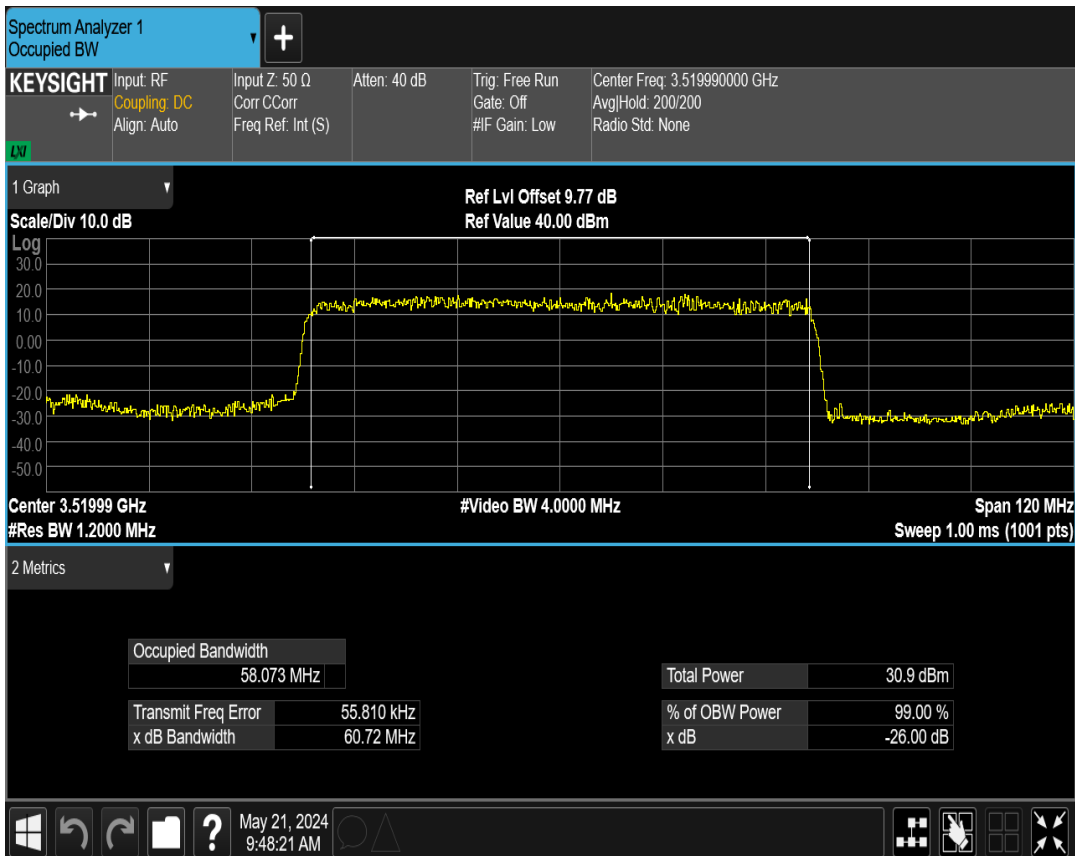 Spectrum Analyzer 1
Occupied BW
KEYSIGHT
LXI
Input: RF
Coupling: DC
Align: Auto
Input Z: 50 Ω
Corr CCorr
Freq Ref: Int (S)
Atten: 40 dB
Trig: Free Run
Gate: Off
#IF Gain: Low
Center Freq: 3.519990000 GHz
Avg|Hold: 200/200
Radio Std: None
1 Graph
Ref Lvl Offset 9.77 dB
Scale/Div 10.0 dB
Ref Value 40.00 dBm
Log
30.0
20.0
10.0
0.00
-10.0
-20.0
-30.0
-40.0
-50.0
Center 3.51999 GHz
#Video BW 4.0000 MHz
Span 120 MHz
#Res BW 1.2000 MHz
Sweep 1.00 ms (1001 pts)
2 Metrics
Occupied Bandwidth
58.073 MHz
Total Power 30.9 dBm
Transmit Freq Error 55.810 kHz
% of OBW Power 99.00 %
x dB Bandwidth 60.72 MHz
x dB -26.00 dB
?
May 21, 2024
9:48:21 AM